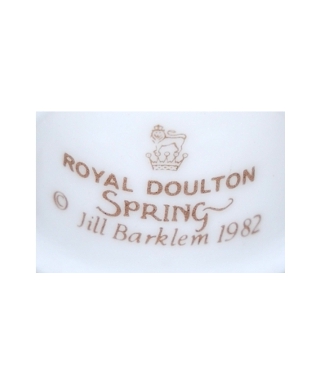 ROYAL DOULTON
SPRING
© Jill Barklem 1982